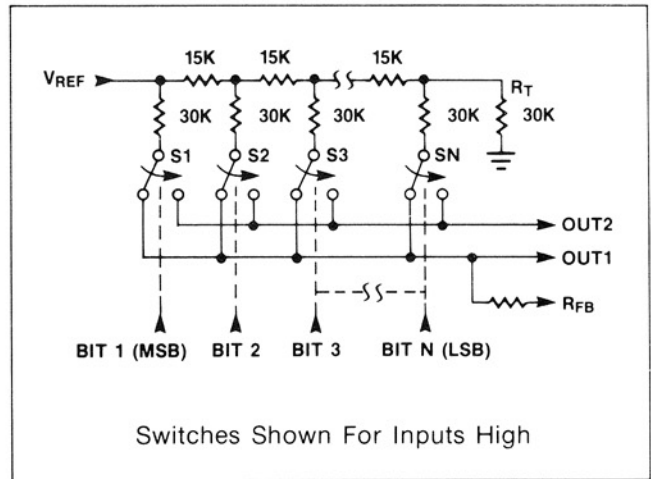 15K 15K 15K
VREF
RT
30K 30K 30K 30K 30K
S1 S2 S3 SN
OUT2
OUT1
RFB
BIT 1 (MSB) BIT 2 BIT 3 BIT N (LSB)
Switches Shown For Inputs High